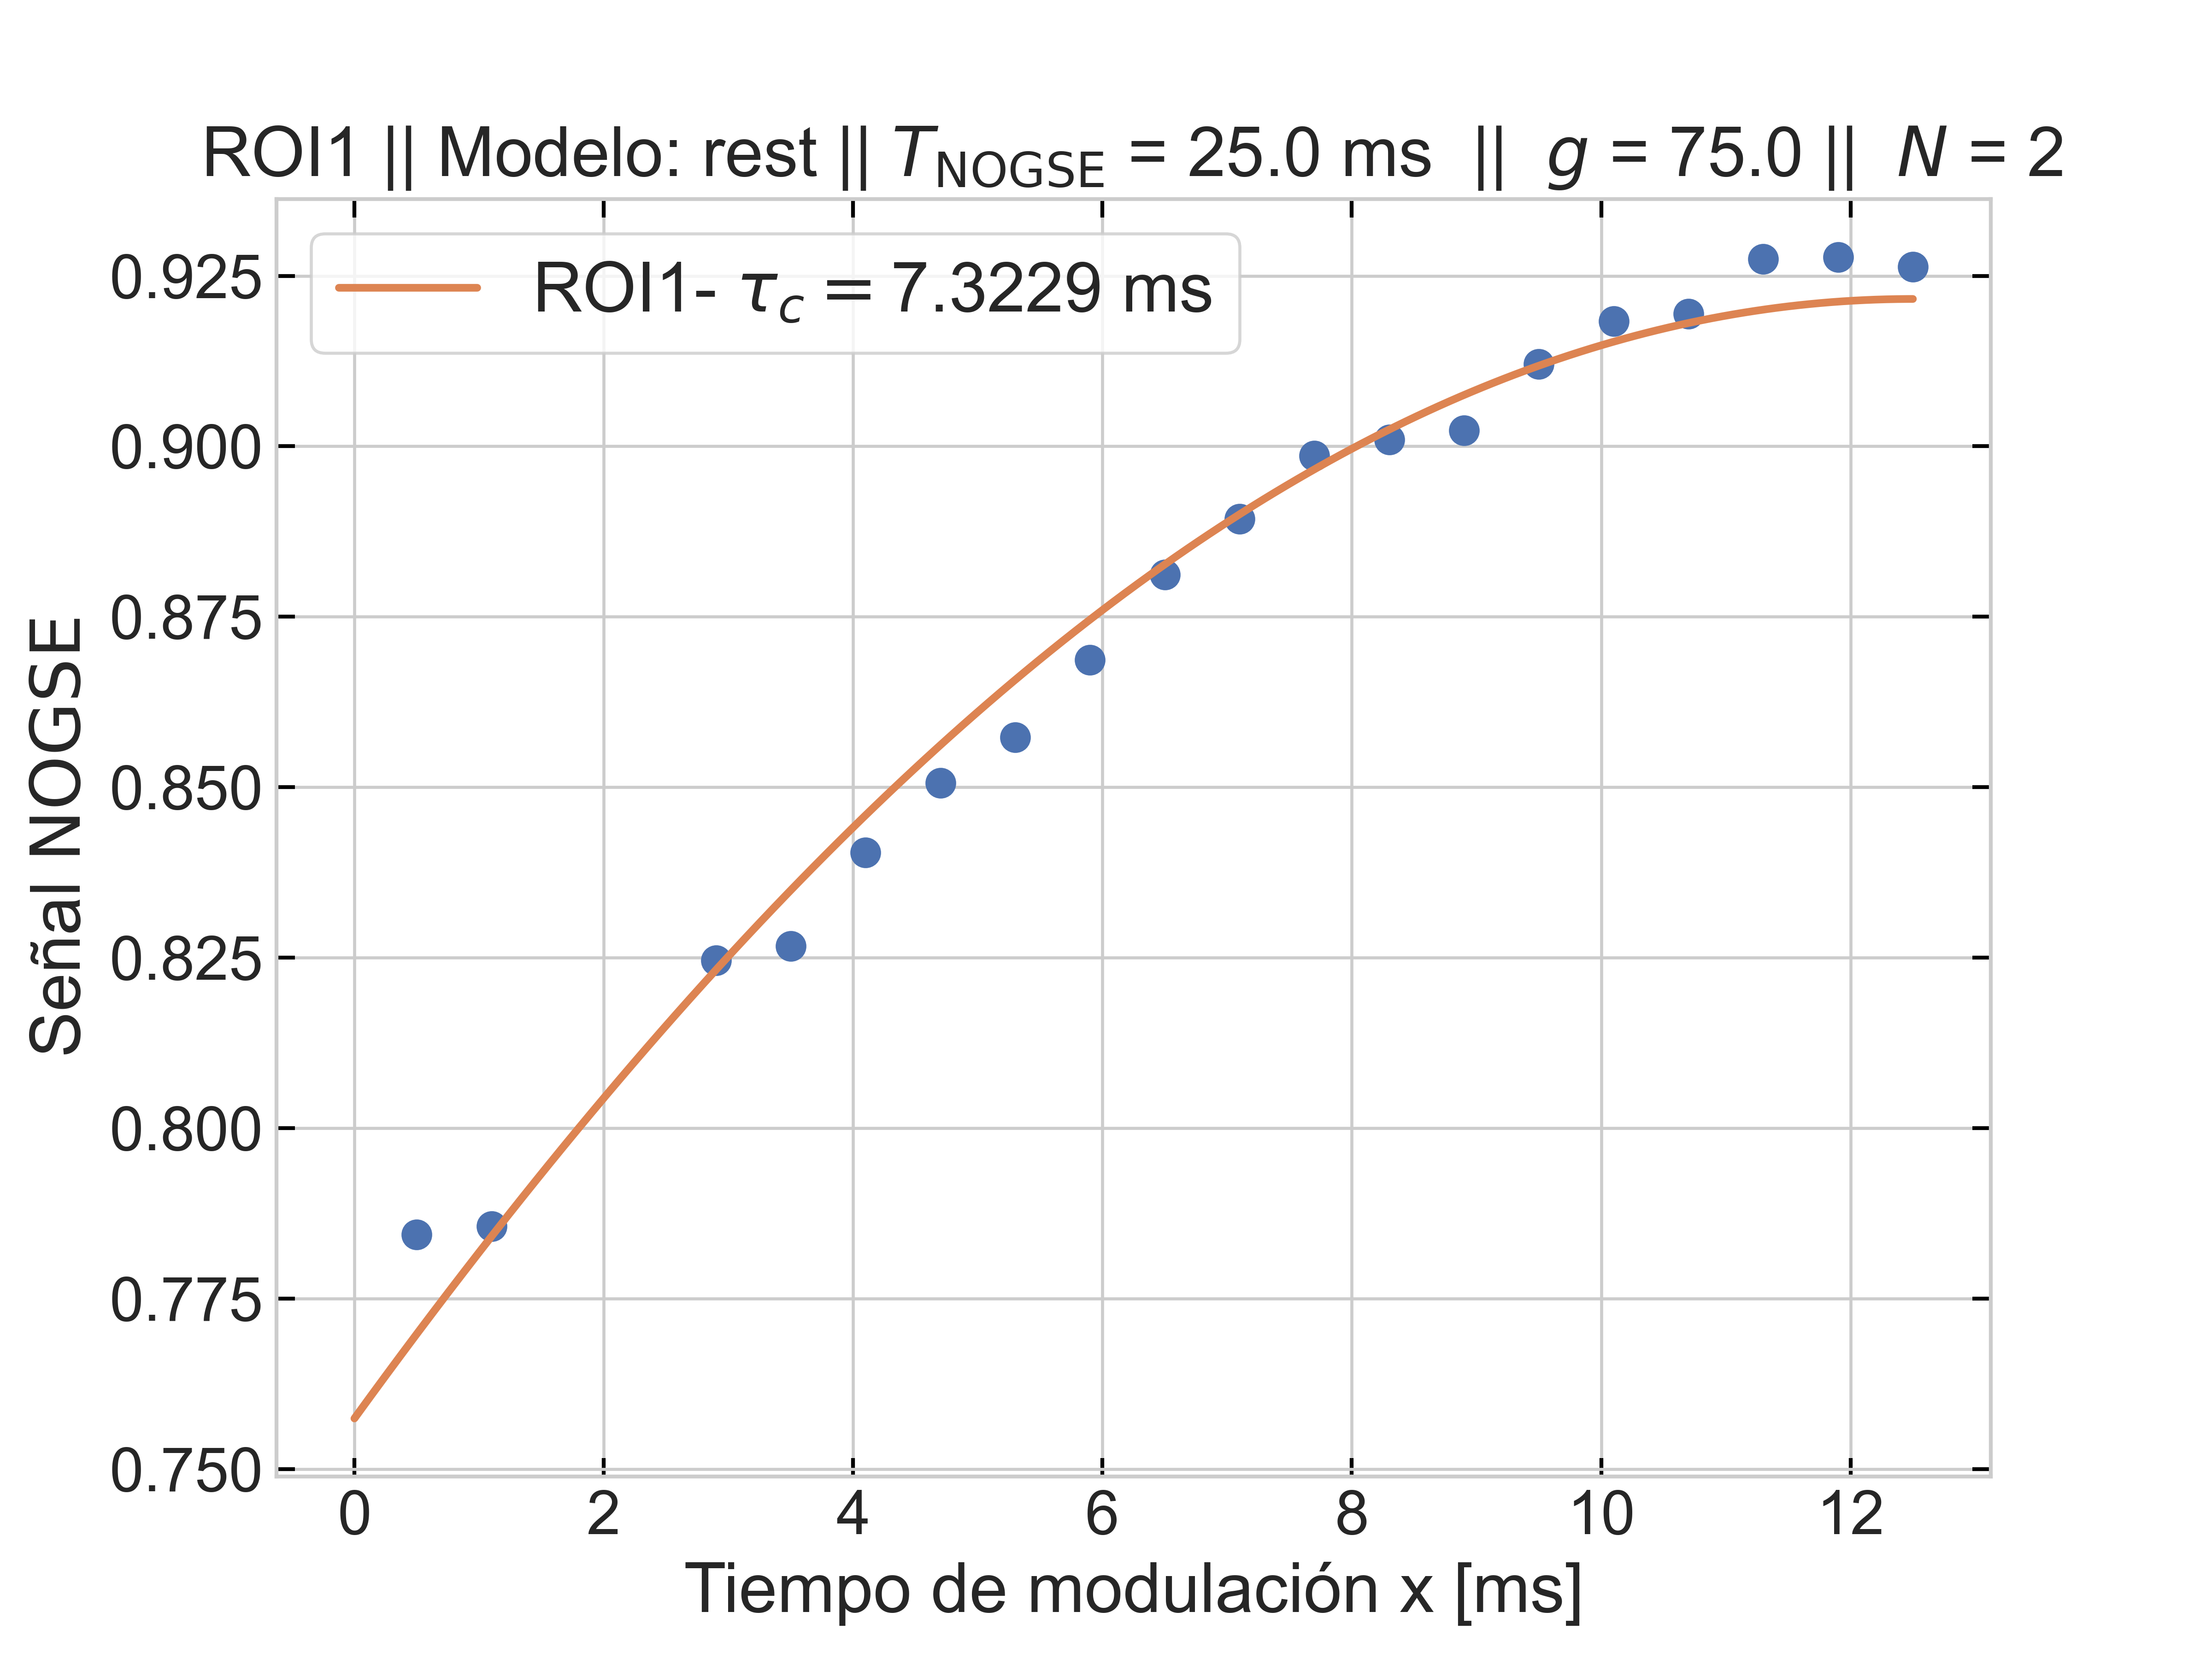 ROI1 || Modelo: rest || T_NOGSE = 25.0 ms || g = 75.0 || N = 2
ROI1- τ_c = 7.3229 ms
Señal NOGSE
0.925
0.900
0.875
0.850
0.825
0.800
0.775
0.750
0 2 4 6 8 10 12
Tiempo de modulación x [ms]